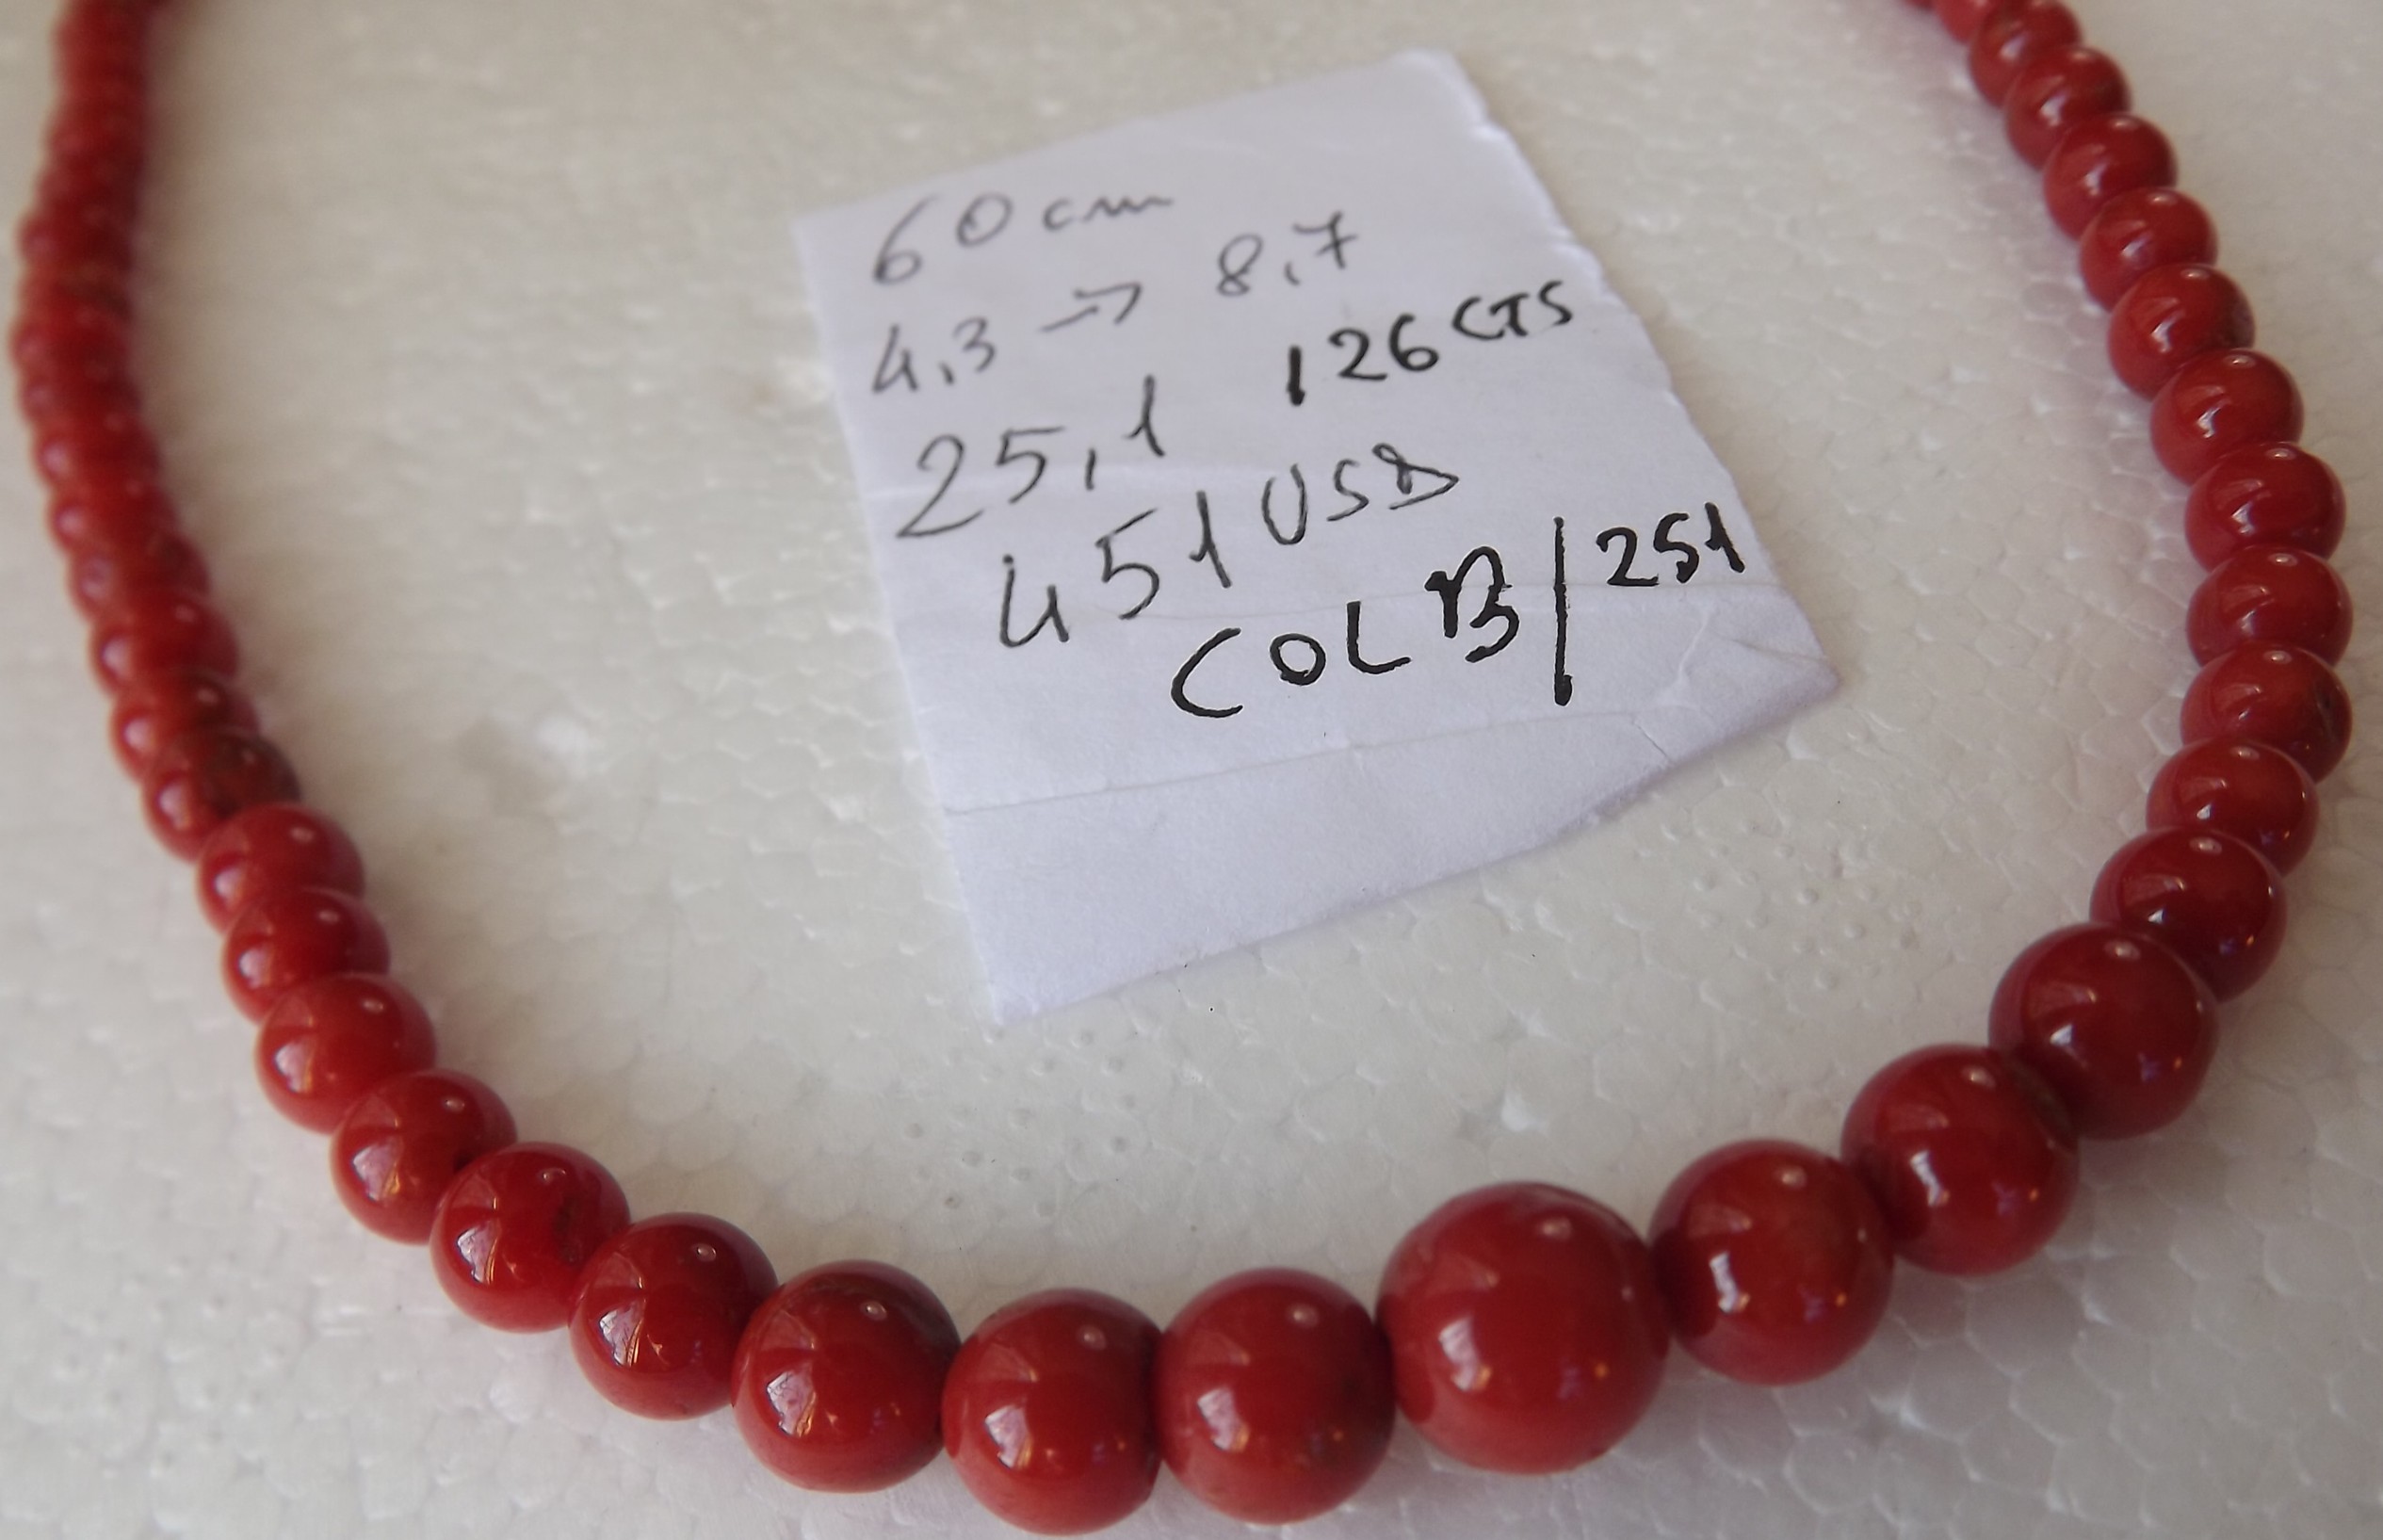 60 cm
4,3 → 8,7
25,1 126 CTS
451 USD
COL B/251